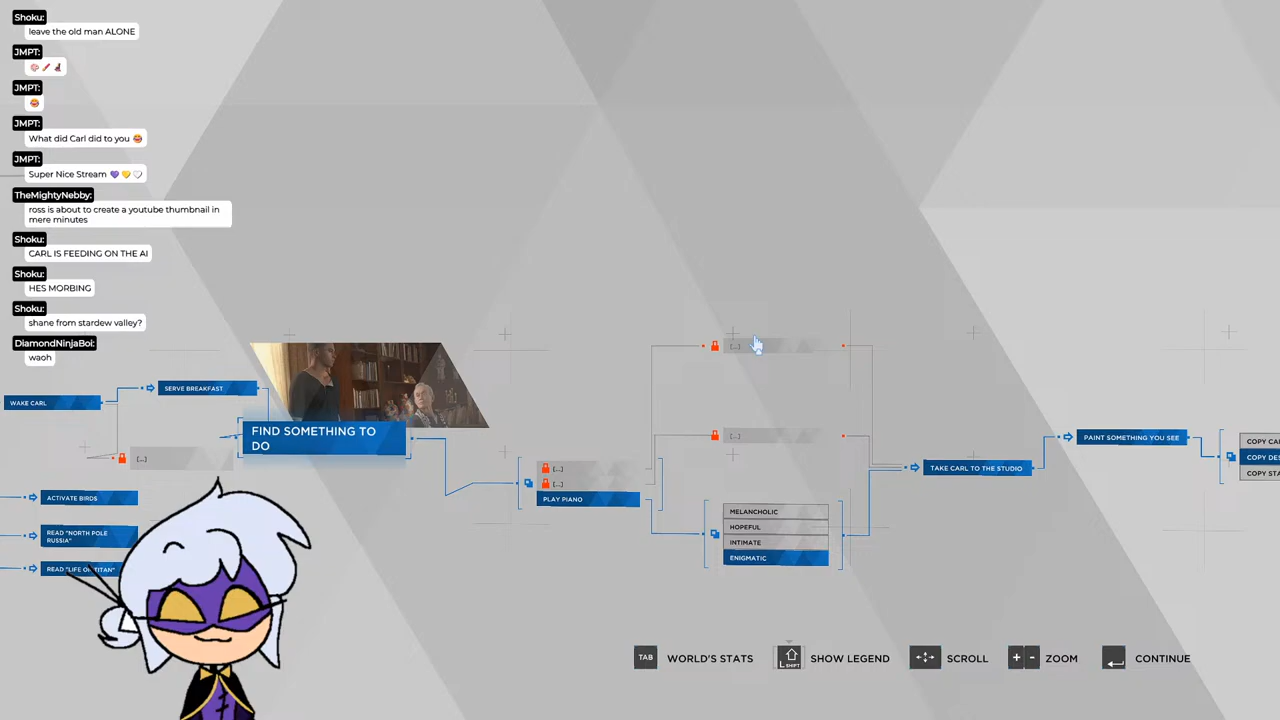 Shoku:
leave the old man ALONE
JMPT:
JMPT:
JMPT:
What did Carl did to you
JMPT:
Super Nice Stream
TheMightyNebby:
ross is about to create a youtube thumbnail in
mere minutes
Shoku:
CARL IS FEEDING ON THE AI
Shoku:
HES MORBING
Shoku:
shane from stardew valley?
DiamondNinjaBoi:
waoh
WAKE CARL
SERVE BREAKFAST
FIND SOMETHING TO
DO
[...]
ACTIVATE BIRDS
READ "NORTH POLE
RUSSIA"
READ "LIFE ON TITAN"
[...]
[...]
PLAY PIANO
[...]
[...]
MELANCHOLIC
HOPEFUL
INTIMATE
ENIGMATIC
TAKE CARL TO THE STUDIO
PAINT SOMETHING YOU SEE
COPY CA
COPY DES
COPY STA
TAB WORLD'S STATS
L SHIFT SHOW LEGEND
SCROLL
+ - ZOOM
CONTINUE